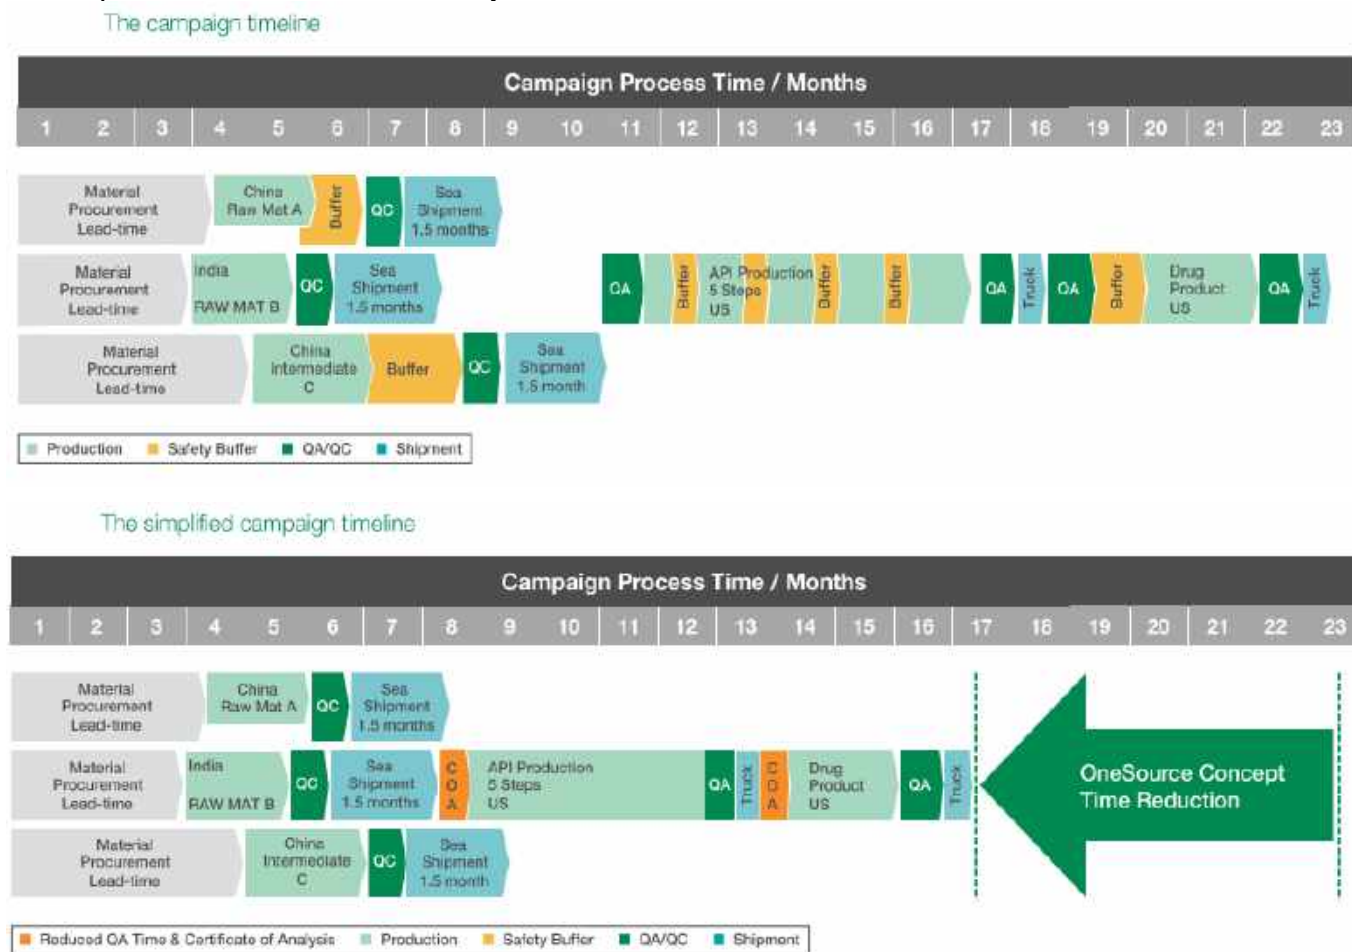 The campaign timeline
Campaign Process Time / Months
1 2 3 4 5 6 7 8 9 10 11 12 13 14 15 16 17 18 19 20 21 22 23
Material
Procurement
Lead-time
China
Raw Mat A
Buffer
QC
Sea
Shipment
1.5 months
Material
Procurement
Lead-time
India
RAW MAT B
QC
Sea
Shipment
1.5 months
QA
Buffer
API Production
5 Steps
US
Buffer
Buffer
Buffer
QA
Truck
QA
Buffer
Drug
Product
US
QA
Truck
Material
Procurement
Lead-time
China
Intermediate
C
Buffer
QC
Sea
Shipment
1.5 month
Production Safety Buffer QA/QC Shipment
The simplified campaign timeline
Campaign Process Time / Months
1 2 3 4 5 6 7 8 9 10 11 12 13 14 15 16 17 18 19 20 21 22 23
Material
Procurement
Lead-time
China
Raw Mat A
QC
Sea
Shipment
1.5 months
Material
Procurement
Lead-time
India
RAW MAT B
QC
Sea
Shipment
1.5 months
COA
API Production
5 Steps
US
QA
Truck
COA
Drug
Product
US
QA
Truck
OneSource Concept
Time Reduction
Material
Procurement
Lead-time
China
Intermediate
C
QC
Sea
Shipment
1.5 month
Reduced QA Time & Certificate of Analysis Production Safety Buffer QA/QC Shipment